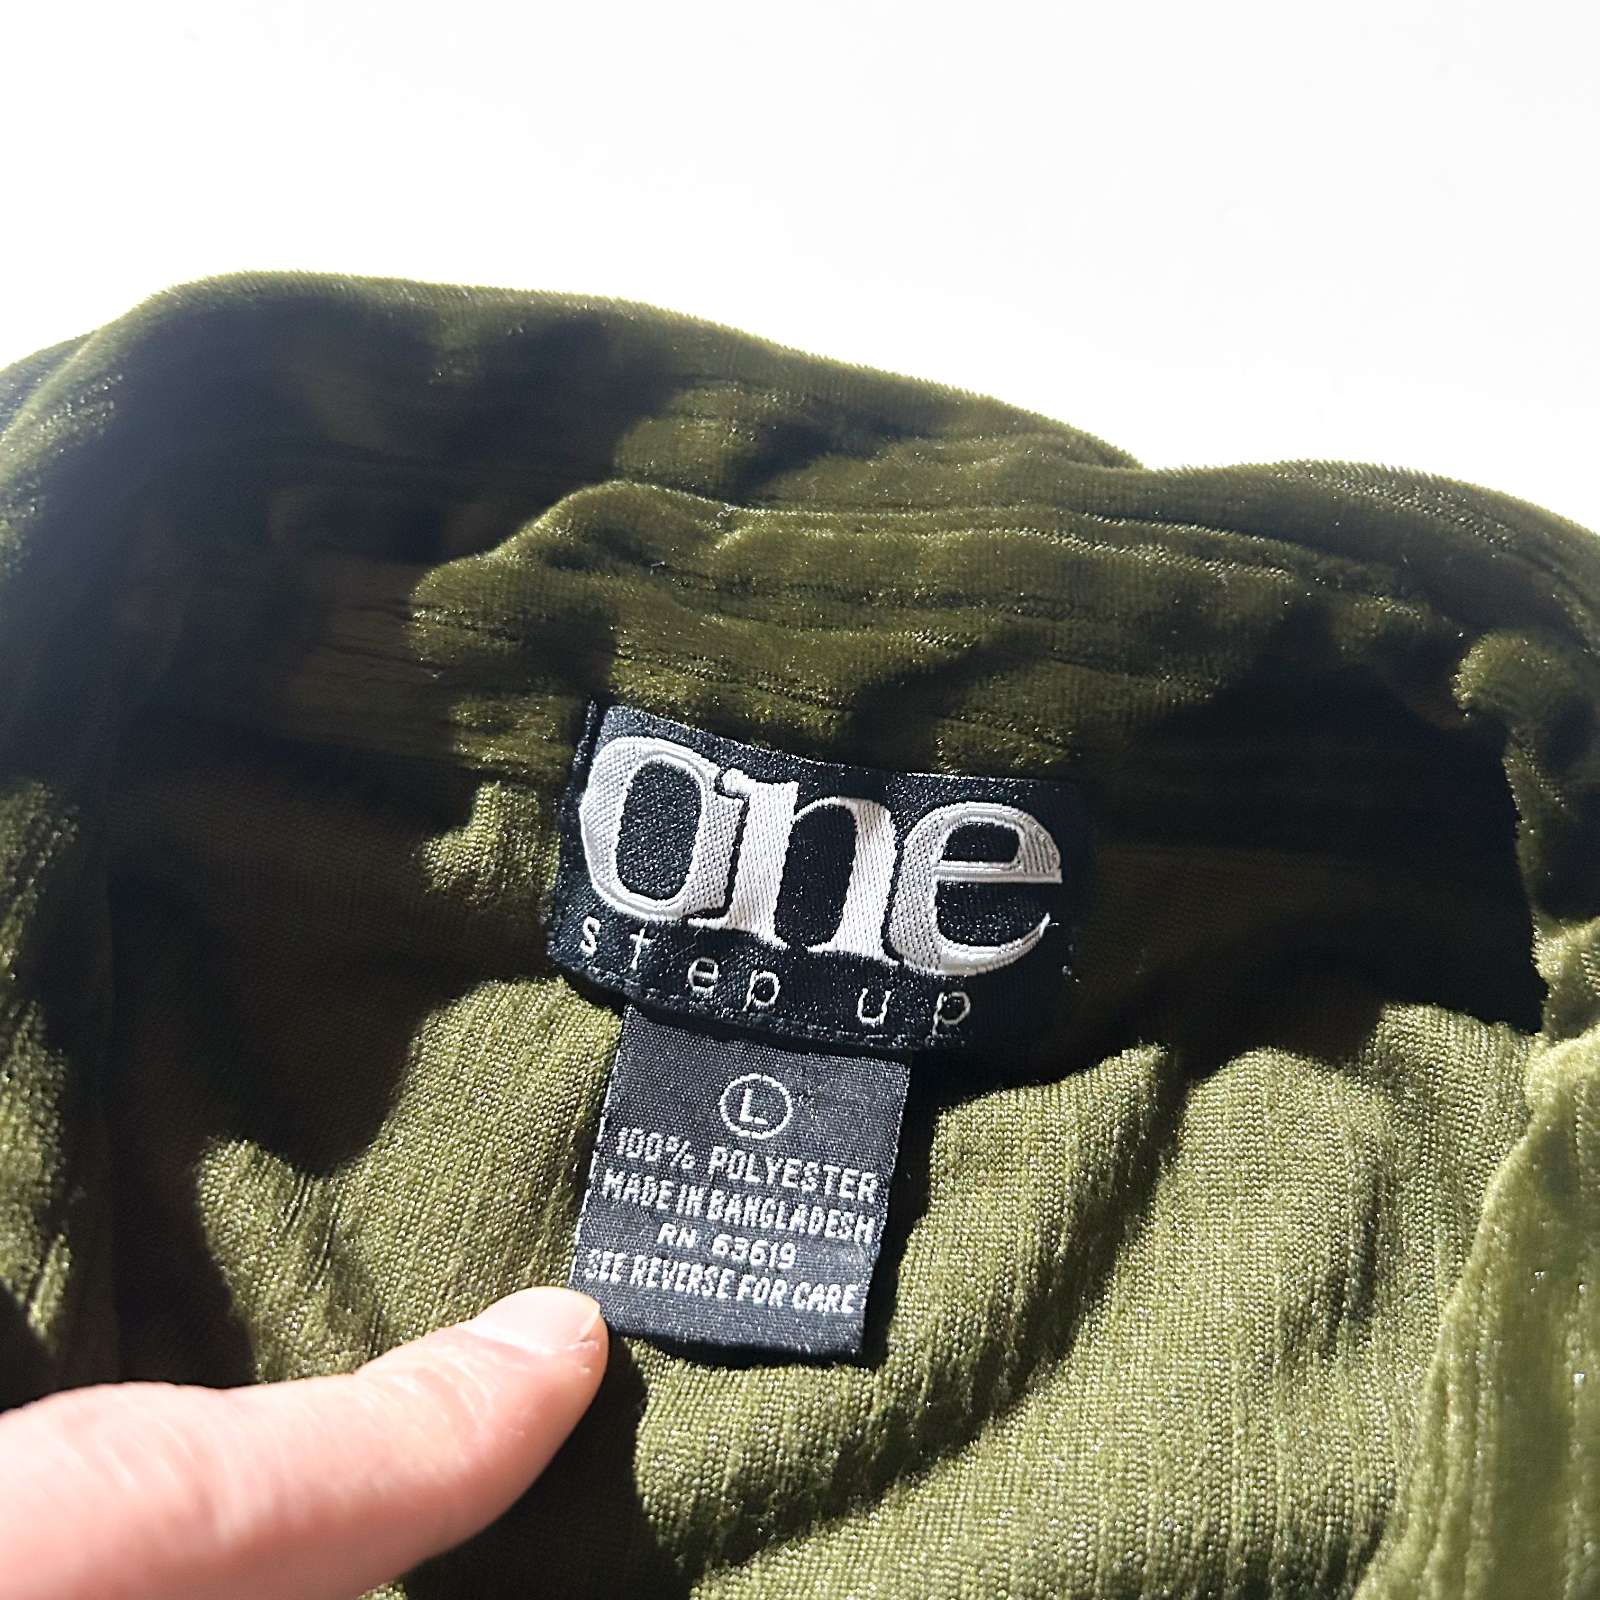 one
step up
L
100% POLYESTER
MADE IN BANGLADESH
RN 63619
SEE REVERSE FOR CARE